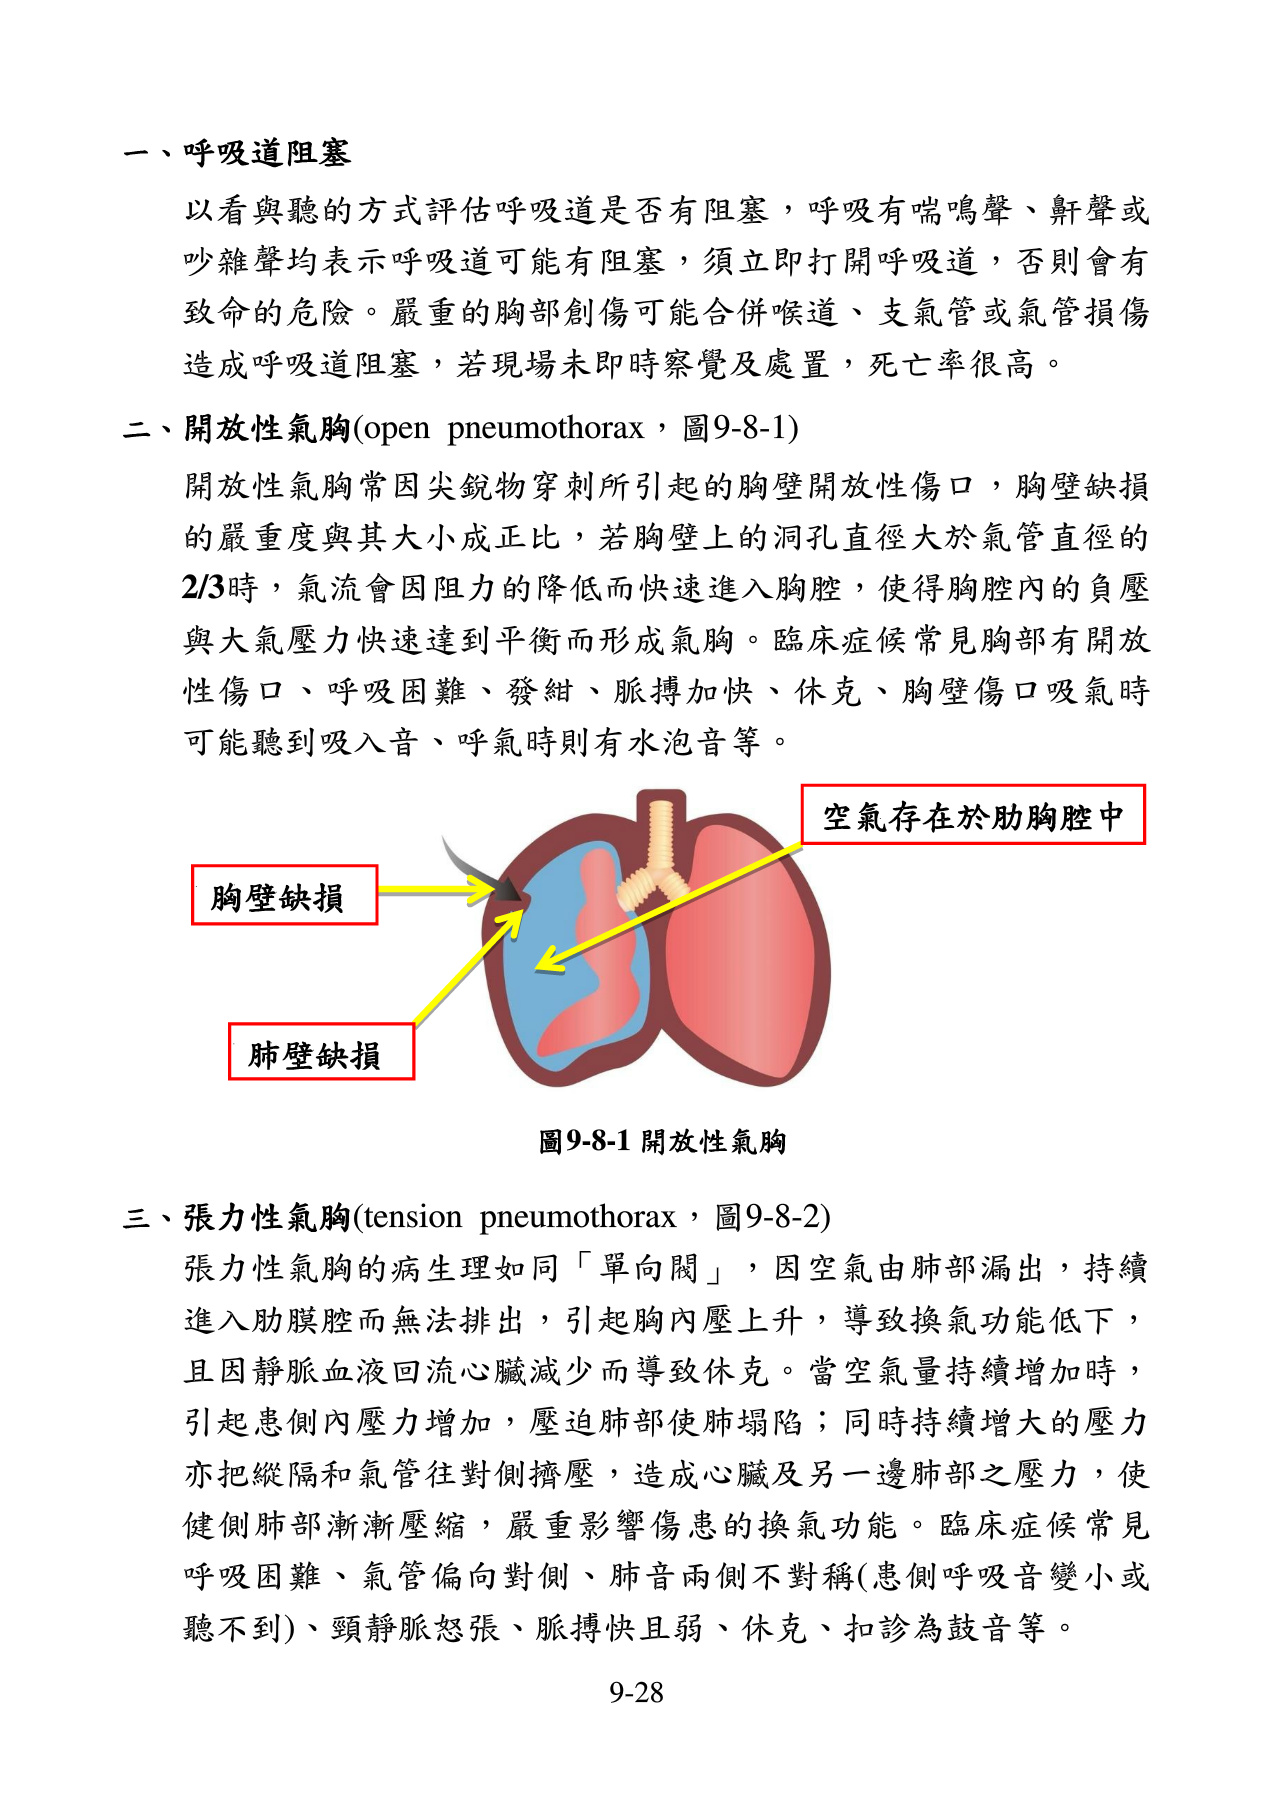 一、呼吸道阻塞
以看與聽的方式評估呼吸道是否有阻塞，呼吸有喘鳴聲、鼾聲或
吵雜聲均表示呼吸道可能有阻塞，須立即打開呼吸道，否則會有
致命的危險。嚴重的胸部創傷可能合併喉道、支氣管或氣管損傷
造成呼吸道阻塞，若現場未即時察覺及處置，死亡率很高。
二、開放性氣胸(open pneumothorax，圖9-8-1)
開放性氣胸常因尖銳物穿刺所引起的胸壁開放性傷口，胸壁缺損
的嚴重度與其大小成正比，若胸壁上的洞孔直徑大於氣管直徑的
2/3時，氣流會因阻力的降低而快速進入胸腔，使得胸腔內的負壓
與大氣壓力快速達到平衡而形成氣胸。臨床症候常見胸部有開放
性傷口、呼吸困難、發紺、脈搏加快、休克、胸壁傷口吸氣時
可能聽到吸入音、呼氣時則有水泡音等。
空氣存在於肋胸腔中
胸壁缺損
肺壁缺損
圖9-8-1 開放性氣胸
三、張力性氣胸(tension pneumothorax，圖9-8-2)
張力性氣胸的病生理如同「單向閥」，因空氣由肺部漏出，持續
進入肋膜腔而無法排出，引起胸內壓上升，導致換氣功能低下，
且因靜脈血液回流心臟減少而導致休克。當空氣量持續增加時，
引起患側內壓力增加，壓迫肺部使肺塌陷；同時持續增大的壓力
亦把縱隔和氣管往對側擠壓，造成心臟及另一邊肺部之壓力，使
健側肺部漸漸壓縮，嚴重影響傷患的換氣功能。臨床症候常見
呼吸困難、氣管偏向對側、肺音兩側不對稱(患側呼吸音變小或
聽不到)、頸靜脈怒張、脈搏快且弱、休克、扣診為鼓音等。
9-28